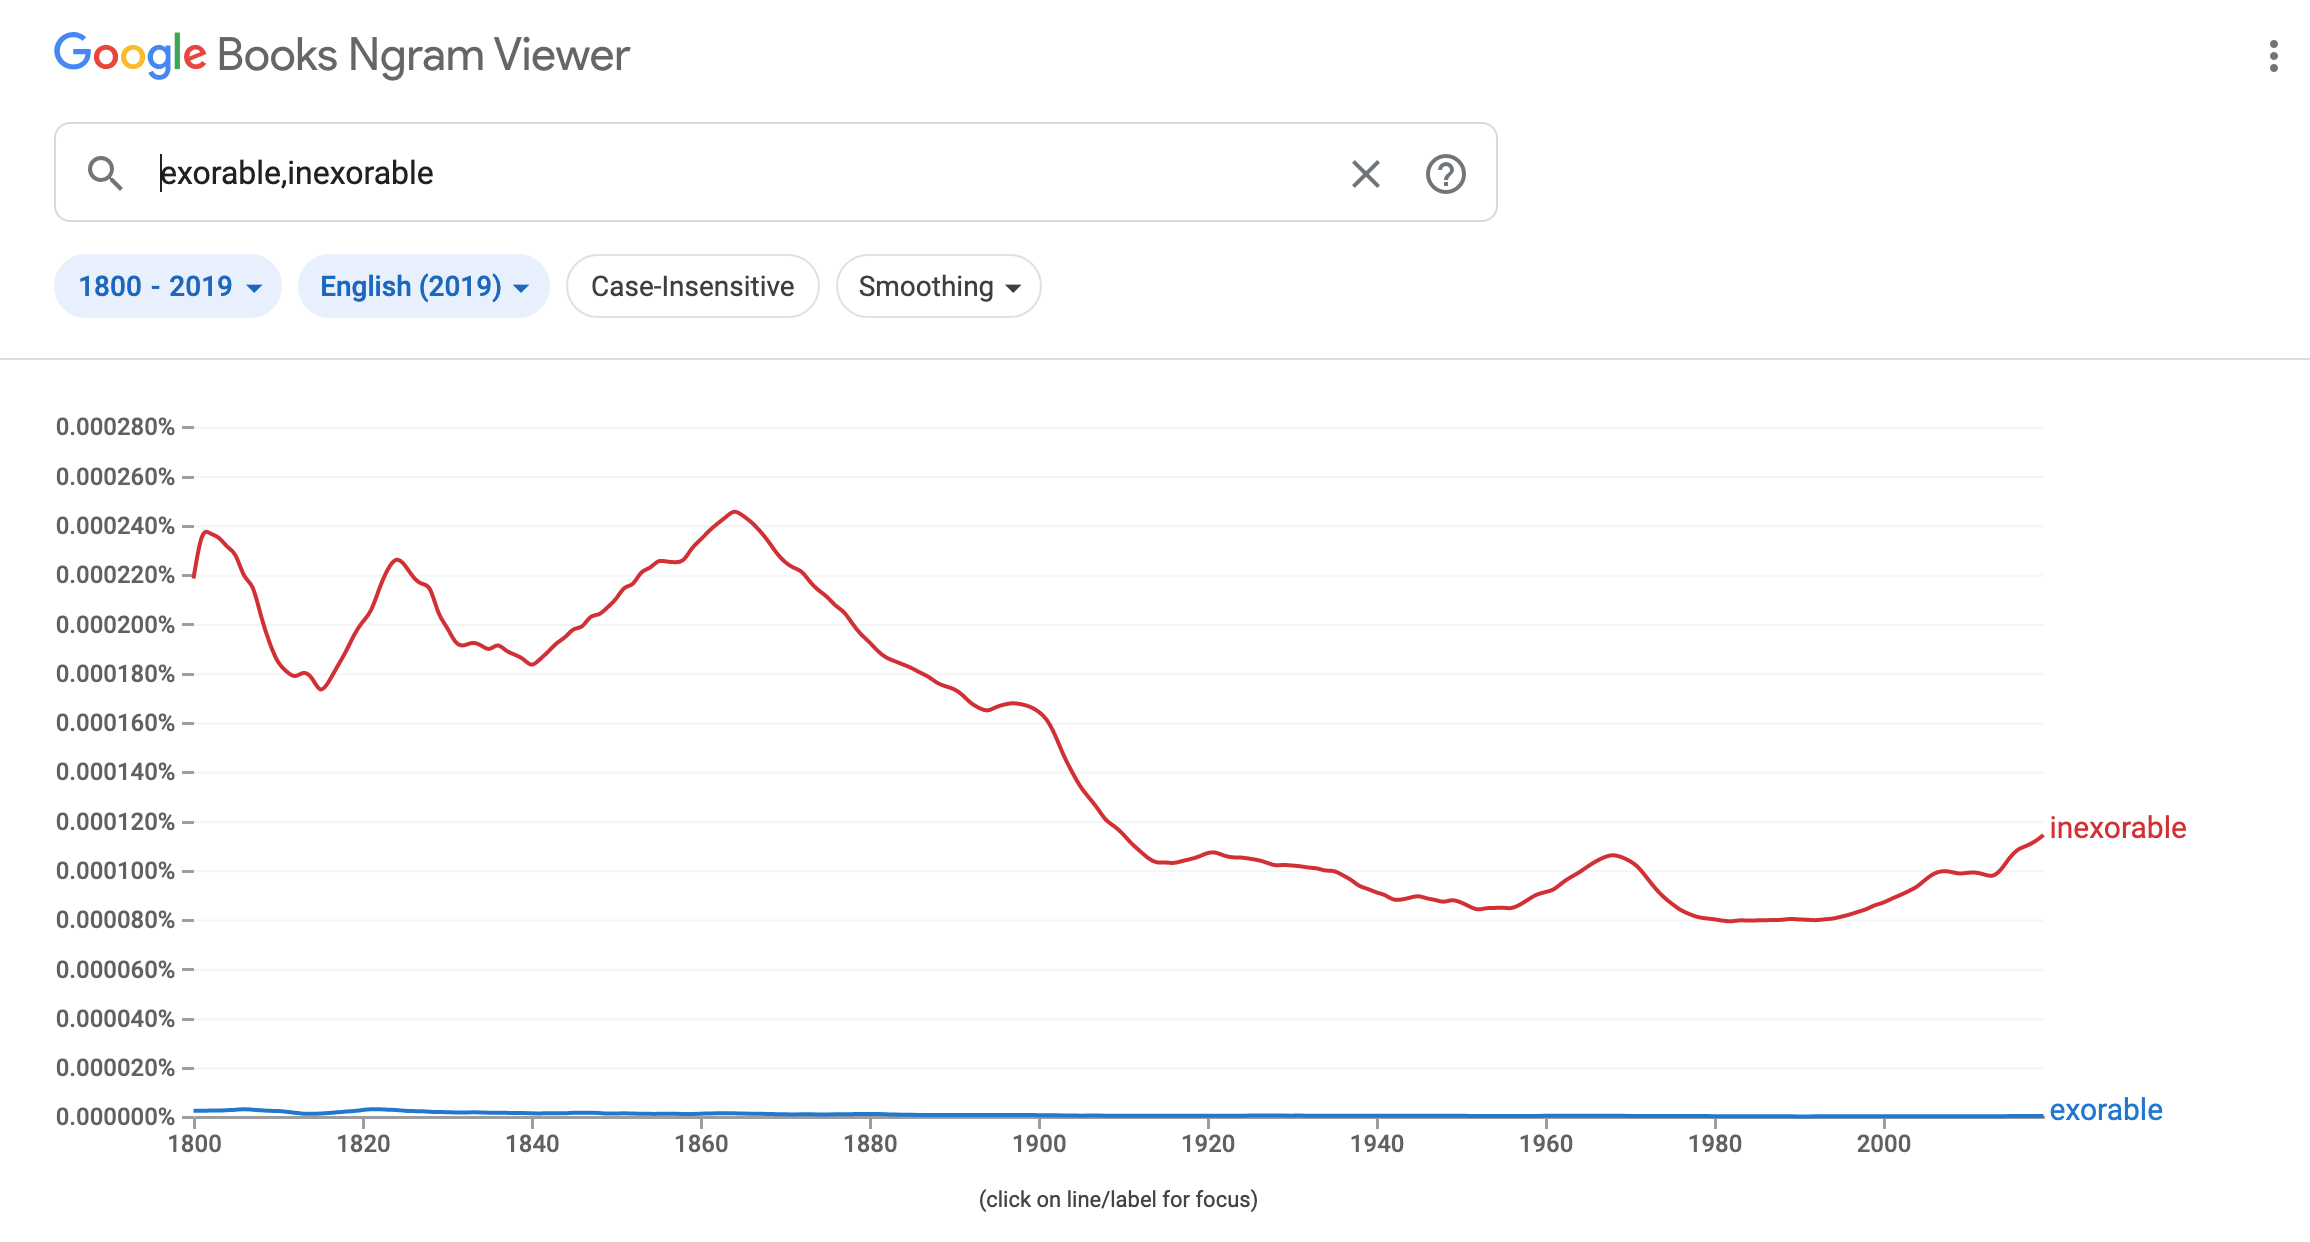 Google Books Ngram Viewer
exorable,inexorable
1800 - 2019
English (2019)
Case-Insensitive
Smoothing
0.000280%
0.000260%
0.000240%
0.000220%
0.000200%
0.000180%
0.000160%
0.000140%
0.000120%
inexorable
0.000100%
0.000080%
0.000060%
0.000040%
0.000020%
0.000000%
exorable
1800 1820 1840 1860 1880 1900 1920 1940 1960 1980 2000
(click on line/label for focus)